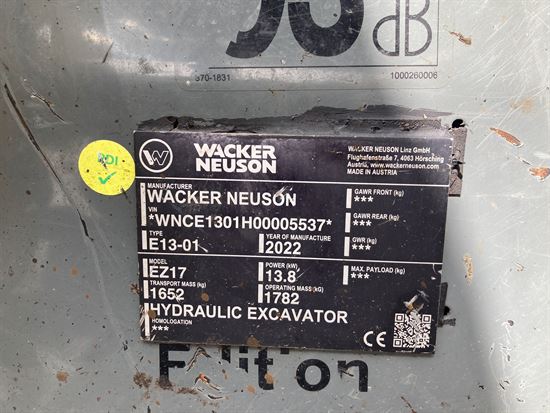 dB
370-1831
1000260006
PDI
WACKER NEUSON
WACKER NEUSON Linz GmbH
Flughafenstraße 7, 4063 Hörsching
Austria, www.wackerneuson.com
MADE IN AUSTRIA
MANUFACTURER
WACKER NEUSON
VIN
*WNCE1301H00005537*
TYPE
E13-01
YEAR OF MANUFACTURE
2022
MODEL
EZ17
POWER (kW)
13.8
TRANSPORT MASS (kg)
1652
OPERATING MASS (kg)
1782
HYDRAULIC EXCAVATOR
HOMOLOGATION
***
GAWR FRONT (kg)
***
GAWR REAR (kg)
***
GWR (kg)
***
MAX. PAYLOAD (kg)
***
CE
Edition